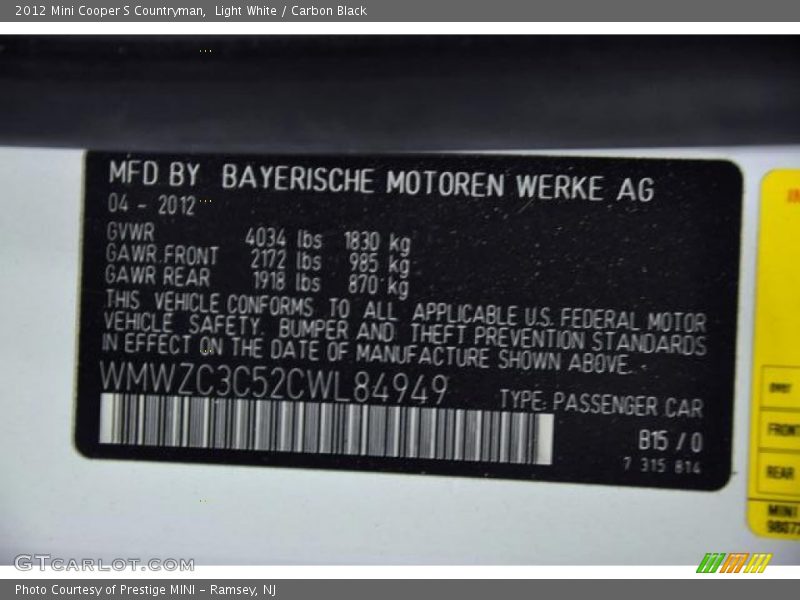 2012 Mini Cooper S Countryman, Light White / Carbon Black
MFD BY BAYERISCHE MOTOREN WERKE AG
04 - 2012
GVWR 4034 lbs 1830 kg
GAWR FRONT 2172 lbs 985 kg
GAWR REAR 1918 lbs 870 kg
THIS VEHICLE CONFORMS TO ALL APPLICABLE U.S. FEDERAL MOTOR
VEHICLE SAFETY, BUMPER AND THEFT PREVENTION STANDARDS
IN EFFECT ON THE DATE OF MANUFACTURE SHOWN ABOVE.
WMWZC3C52CWL84949
TYPE: PASSENGER CAR
B15 / 0
7 315 814
FRONT
REAR
MINI
GTCARLOT.COM
Photo Courtesy of Prestige MINI - Ramsey, NJ